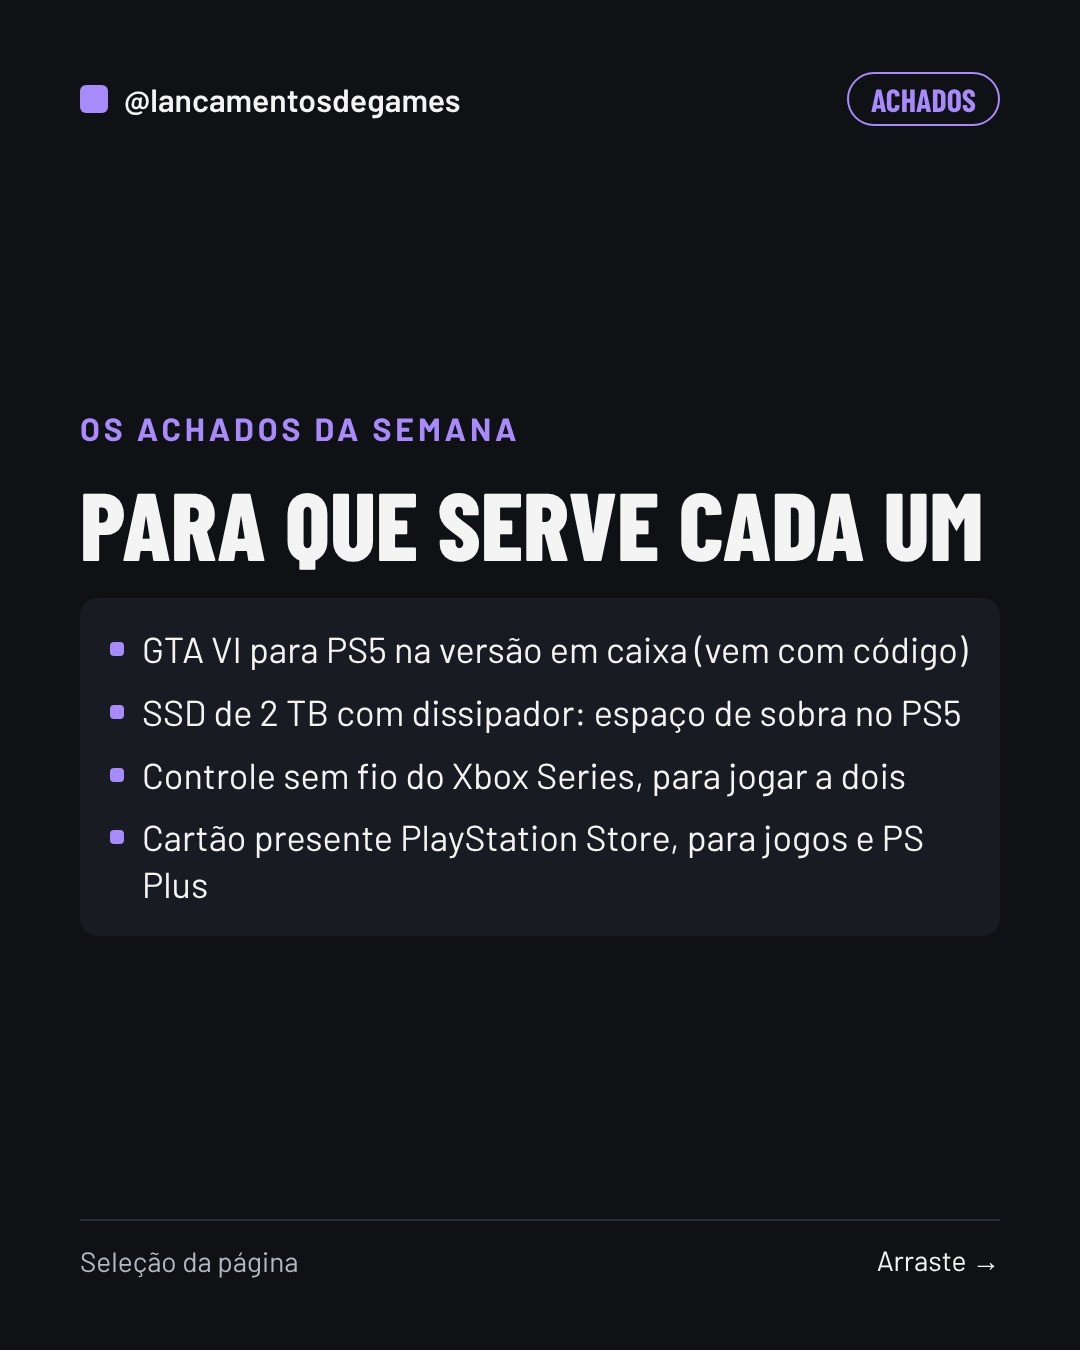 @lancamentosdegames
ACHADOS
OS ACHADOS DA SEMANA
PARA QUE SERVE CADA UM
GTA VI para PS5 na versão em caixa (vem com código)
SSD de 2 TB com dissipador: espaço de sobra no PS5
Controle sem fio do Xbox Series, para jogar a dois
Cartão presente PlayStation Store, para jogos e PS
Plus
Seleção da página
Arraste →